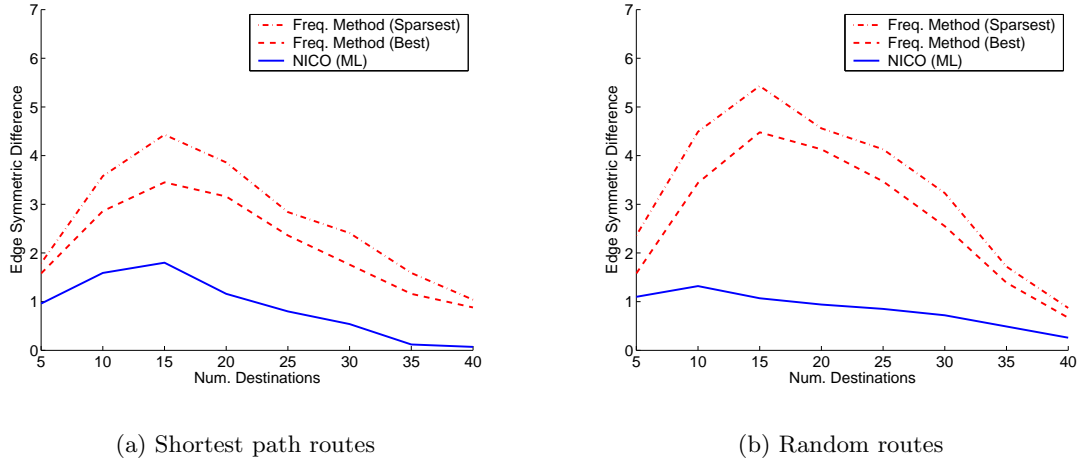 7
6
5
4
3
2
1
0
Edge Symmetric Difference
Freq. Method (Sparsest)
Freq. Method (Best)
NICO (ML)
5 10 15 20 25 30 35 40
Num. Destinations
(a) Shortest path routes
7
6
5
4
3
2
1
0
Edge Symmetric Difference
Freq. Method (Sparsest)
Freq. Method (Best)
NICO (ML)
5 10 15 20 25 30 35 40
Num. Destinations
(b) Random routes